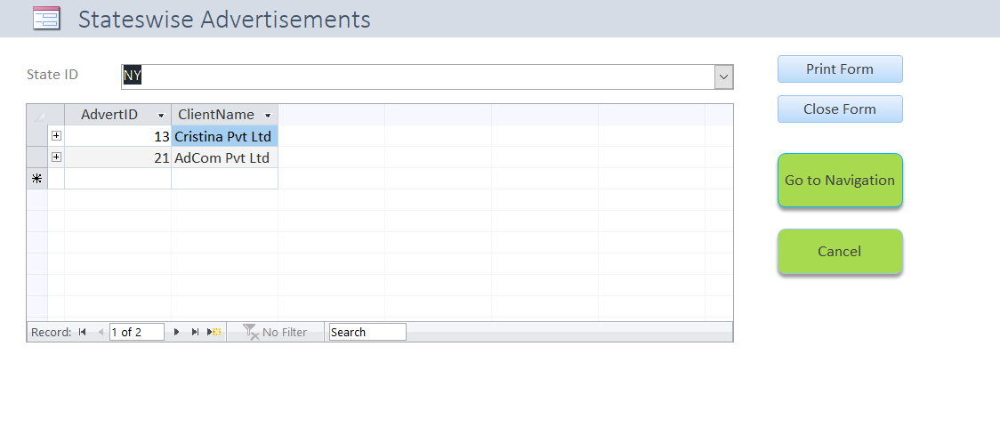 Stateswise Advertisements
State ID NY
Print Form
Close Form
AdvertID ClientName
13 Cristina Pvt Ltd
21 AdCom Pvt Ltd
Go to Navigation
Cancel
Record: 1 of 2 No Filter Search